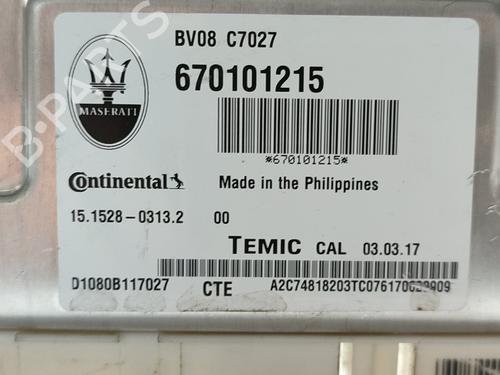 BV08 C7027
670101215
MASERATI
*670101215*
Continental
Made in the Philippines
15.1528-0313.2 00
TEMIC CAL 03.03.17
D1080B117027 CTE
B-PARTS